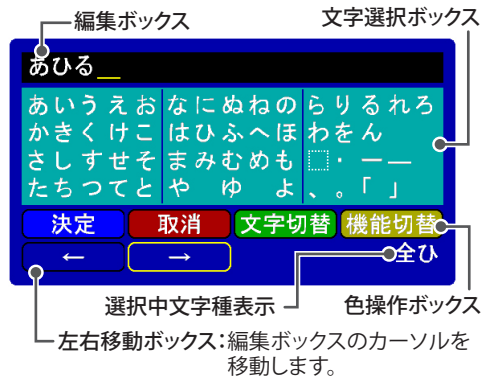 編集ボックス
文字選択ボックス
あひる＿
あいうえお なにぬねの らりるれろ
かきくけこ はひふへほ わをん
さしすせそ まみむめも ⬚・ー―
たちつてと や ゆ よ 、。「 」
決定 取消 文字切替 機能切替
← → 全ひ
選択中文字種表示
色操作ボックス
左右移動ボックス:編集ボックスのカーソルを
移動します。